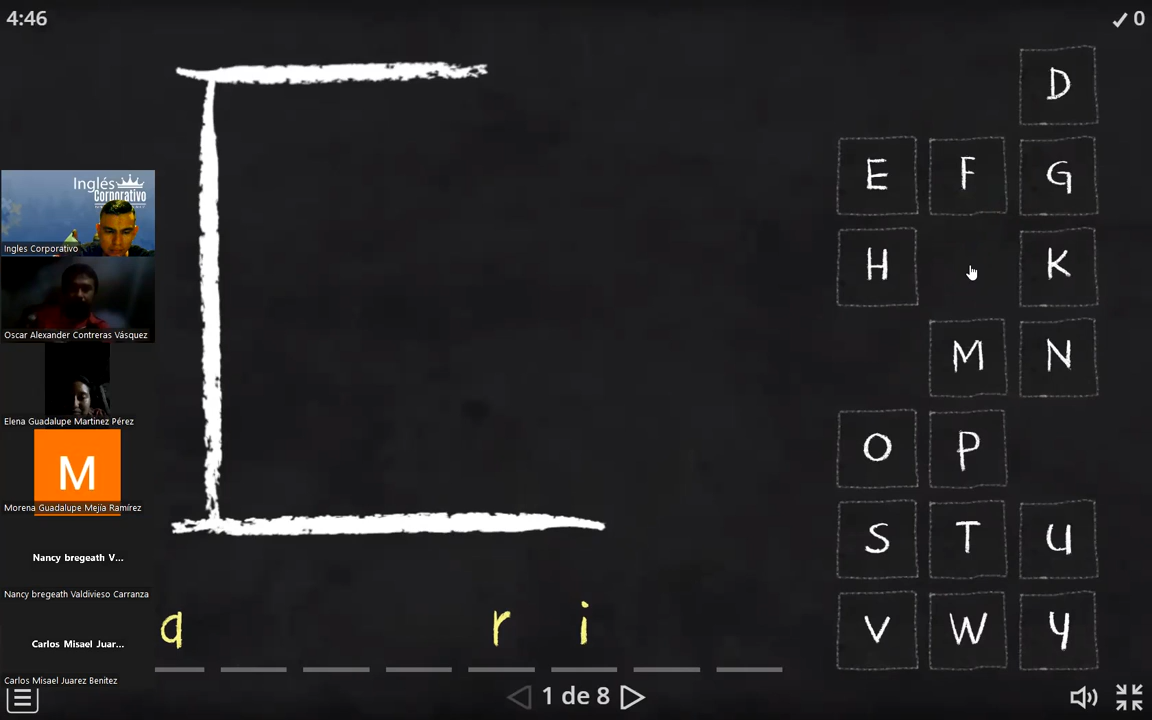 4:46
✓ 0
D
E F G
Inglés
Corporativo
Ingles Corporativo
H K
Oscar Alexander Contreras Vásquez
M N
Elena Guadalupe Martinez Pérez
O P
M
Morena Guadalupe Mejía Ramírez
S T U
Nancy bregeath V...
Nancy bregeath Valdivieso Carranza
a r i
V W Y
Carlos Misael Juar...
Carlos Misael Juarez Benitez
1 de 8